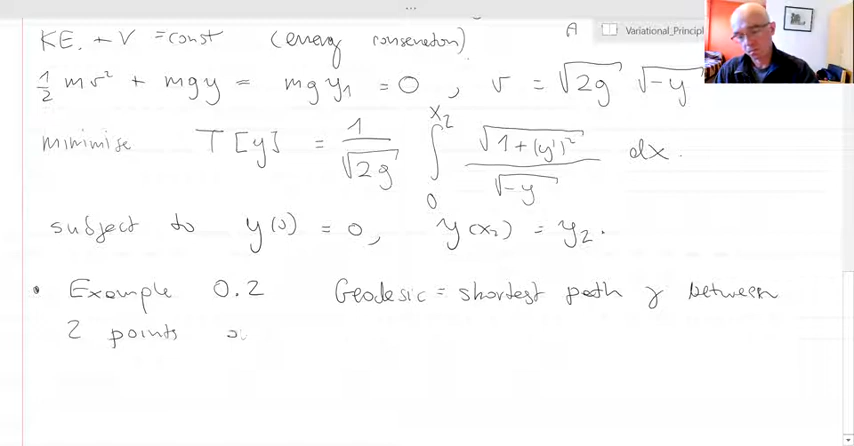 KE. + V = const (energy conservation). A Variational_Principl
1/2 mv² + mgy = mgy₁ = 0, v = √2g √-y
minimise T[y] = 1/√2g ∫₀^x₂ √1+(y')² / √-y dx.
subject to y(0) = 0, y(x₂) = y₂.
• Example 0.2 Geodesic = shortest path γ between
2 points